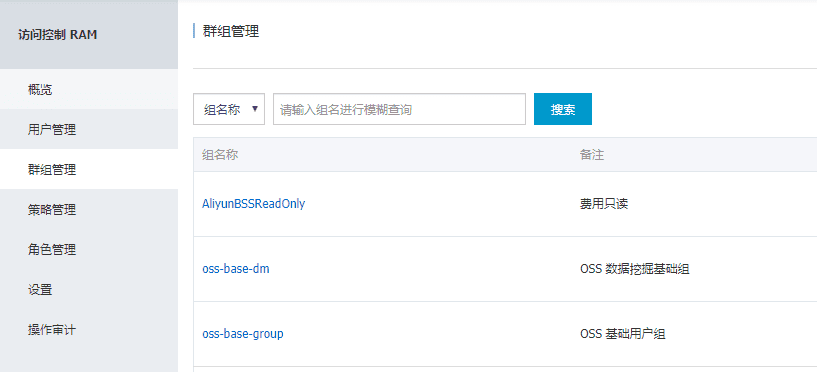 访问控制 RAM
概览
用户管理
群组管理
策略管理
角色管理
设置
操作审计
群组管理
组名称 ▼ 请输入组名进行模糊查询 搜索
组名称 备注
AliyunBSSReadOnly 费用只读
oss-base-dm OSS 数据挖掘基础组
oss-base-group OSS 基础用户组